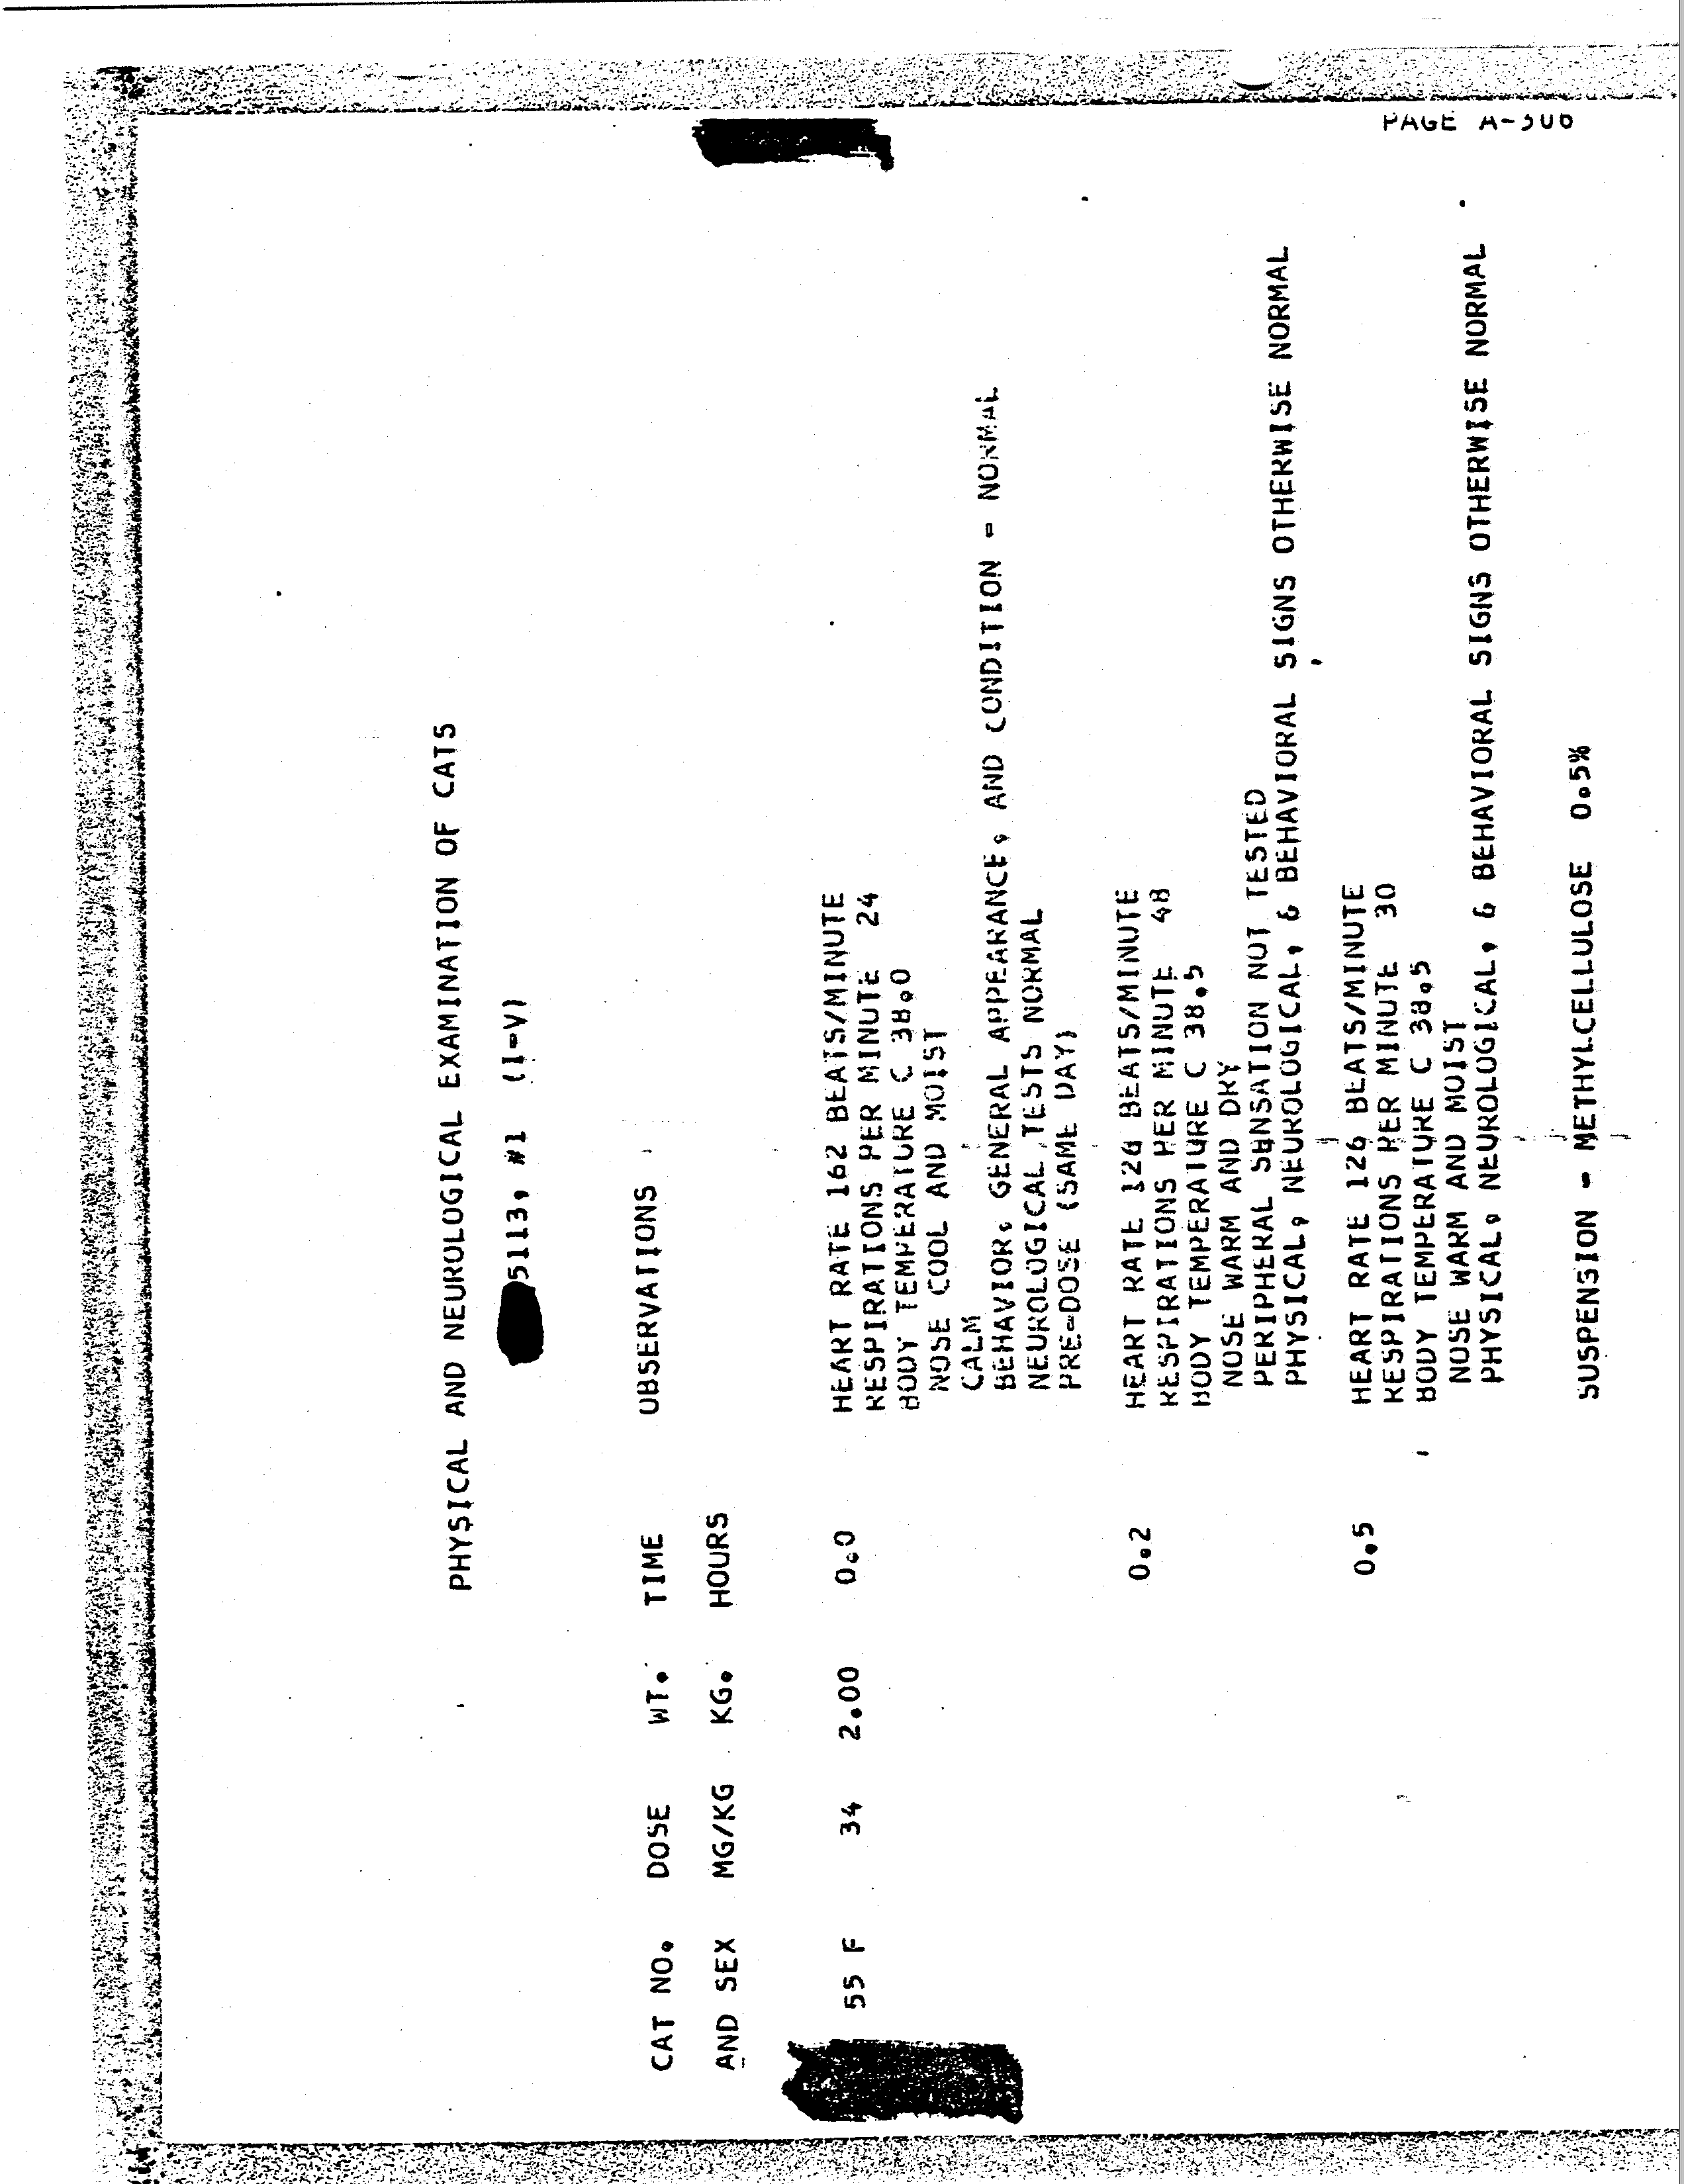 PAGE A-306
PHYSICAL AND NEUROLOGICAL EXAMINATION OF CATS
5113, #1 (I-V)
CAT NO. DOSE WT. TIME OBSERVATIONS
AND SEX MG/KG KG. HOURS
55 F 34 2.00 0.0 HEART RATE 162 BEATS/MINUTE
RESPIRATIONS PER MINUTE 24
BODY TEMPERATURE C 38.0
NOSE COOL AND MOIST
CALM
BEHAVIOR, GENERAL APPEARANCE, AND CONDITION - NORMAL
NEUROLOGICAL TESTS NORMAL
PRE-DOSE (SAME DAY)
0.2 HEART RATE 126 BEATS/MINUTE
RESPIRATIONS PER MINUTE 48
BODY TEMPERATURE C 38.5
NOSE WARM AND DRY
PERIPHERAL SENSATION NOT TESTED
PHYSICAL, NEUROLOGICAL, & BEHAVIORAL SIGNS OTHERWISE NORMAL
0.5 HEART RATE 126 BEATS/MINUTE
RESPIRATIONS PER MINUTE 30
BODY TEMPERATURE C 38.5
NOSE WARM AND MOIST
PHYSICAL, NEUROLOGICAL, & BEHAVIORAL SIGNS OTHERWISE NORMAL
SUSPENSION - METHYLCELLULOSE 0.5%